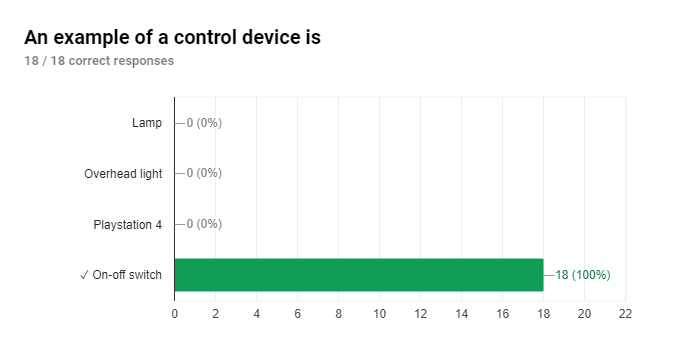 An example of a control device is
18 / 18 correct responses
Lamp
0 (0%)
Overhead light
0 (0%)
Playstation 4
0 (0%)
✓ On-off switch
18 (100%)
0 2 4 6 8 10 12 14 16 18 20 22